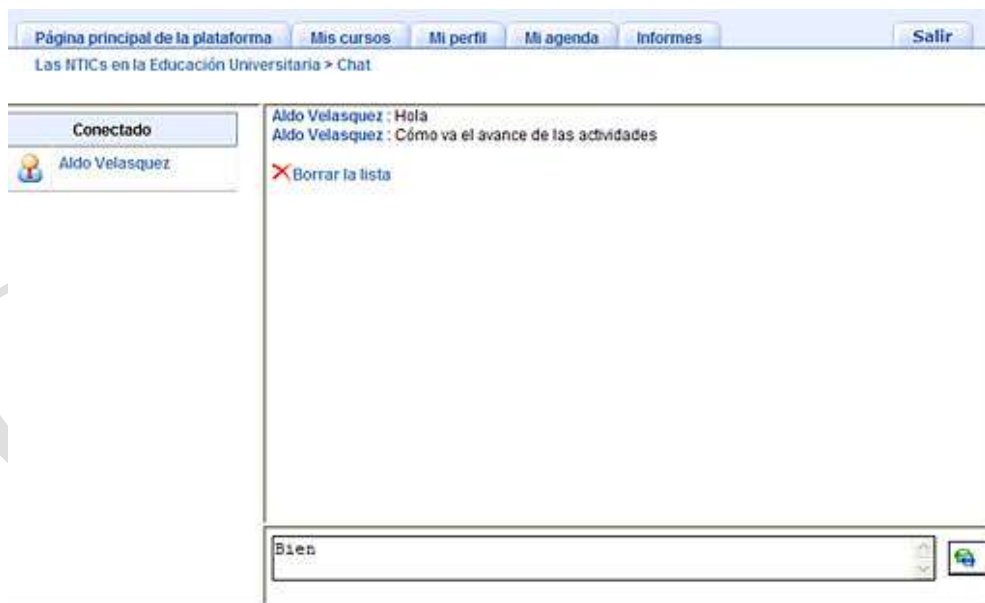 Página principal de la plataforma Mis cursos Mi perfil Mi agenda Informes Salir
Las NTICs en la Educación Universitaria > Chat
Conectado
Aldo Velasquez
Aldo Velasquez : Hola
Aldo Velasquez : Cómo va el avance de las actividades
Borrar la lista
Bien